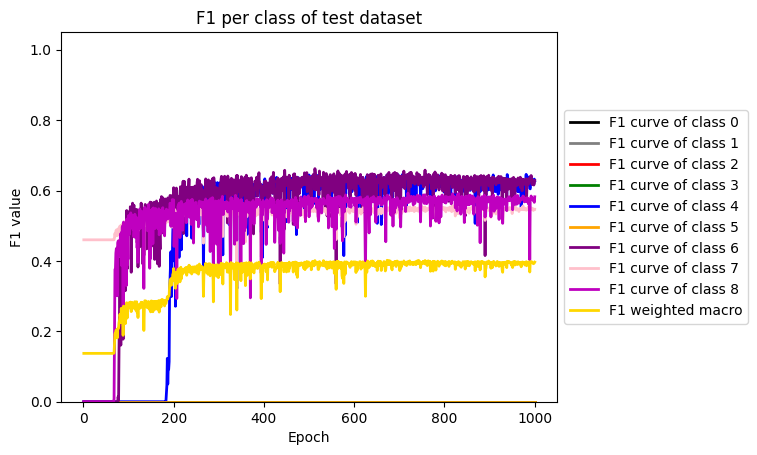 F1 per class of test dataset
F1 value
1.0
0.8
0.6
0.4
0.2
0.0
0
200
400
600
800
1000
Epoch
F1 curve of class 0
F1 curve of class 1
F1 curve of class 2
F1 curve of class 3
F1 curve of class 4
F1 curve of class 5
F1 curve of class 6
F1 curve of class 7
F1 curve of class 8
F1 weighted macro